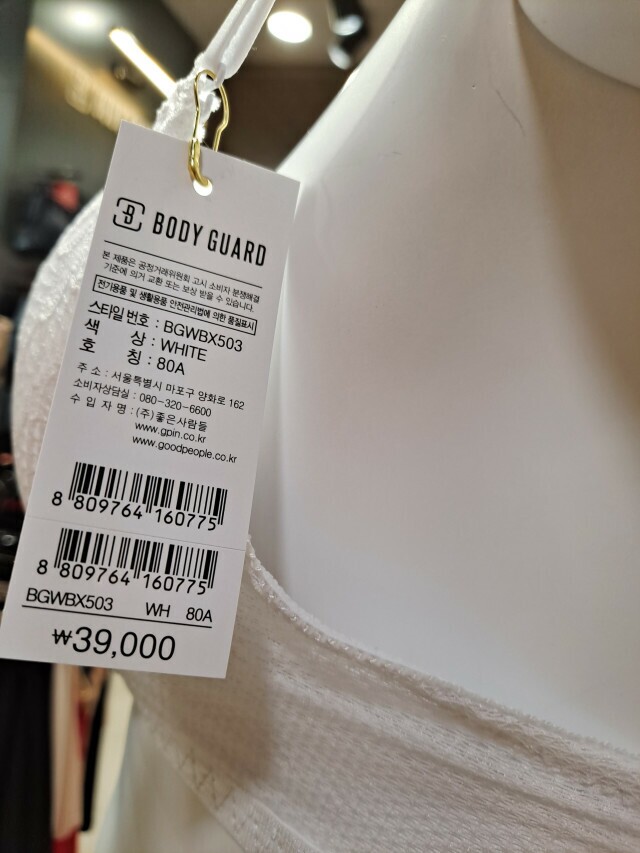 BODY GUARD
본 제품은 공정거래위원회 고시 소비자 분쟁해결
기준에 의거 교환 또는 보상 받을 수 있습니다.
전기용품 및 생활용품 안전관리법에 의한 품질표시
스타일 번호 : BGWBX503
색 상 : WHITE
호 칭 : 80A
주 소 : 서울특별시 마포구 양화로 162
소비자상담실 : 080-320-6600
수 입 자 명 : (주)좋은사람들
www.gpin.co.kr
www.goodpeople.co.kr
8 809764 160775
8 809764 160775
BGWBX503 WH 80A
₩39,000